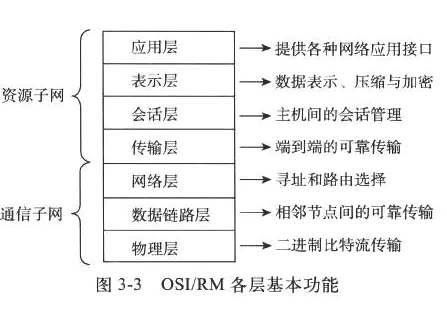 应用层 提供各种网络应用接口
表示层 数据表示、压缩与加密
资源子网
会话层 主机间的会话管理
传输层 端到端的可靠传输
网络层 寻址和路由选择
通信子网
数据链路层 相邻节点间的可靠传输
物理层 二进制比特流传输
图 3-3 OSI/RM 各层基本功能